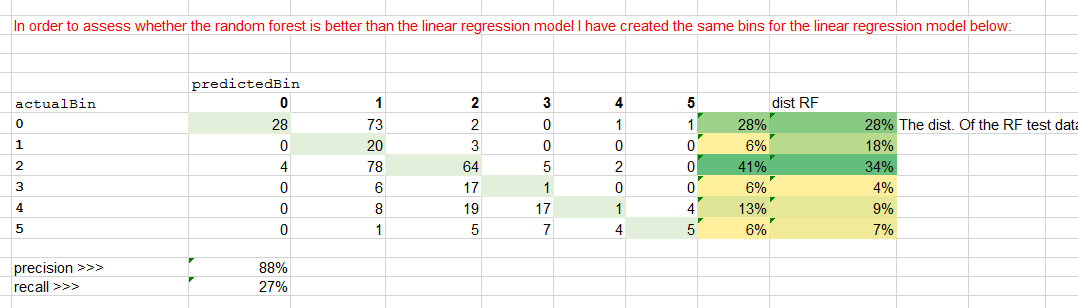 In order to assess whether the random forest is better than the linear regression model I have created the same bins for the linear regression model below:
predictedBin
actualBin 0 1 2 3 4 5 dist RF
0 28 73 2 0 1 1 28% 28% The dist. Of the RF test data
1 0 20 3 0 0 0 6% 18%
2 4 78 64 5 2 0 41% 34%
3 0 6 17 1 0 0 6% 4%
4 0 8 19 17 1 4 13% 9%
5 0 1 5 7 4 5 6% 7%
precision >>> 88%
recall >>> 27%